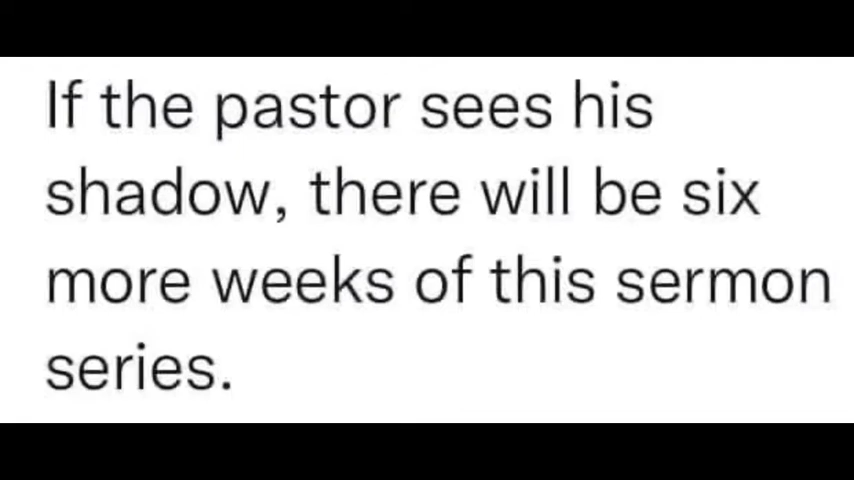 If the pastor sees his
shadow, there will be six
more weeks of this sermon
series.